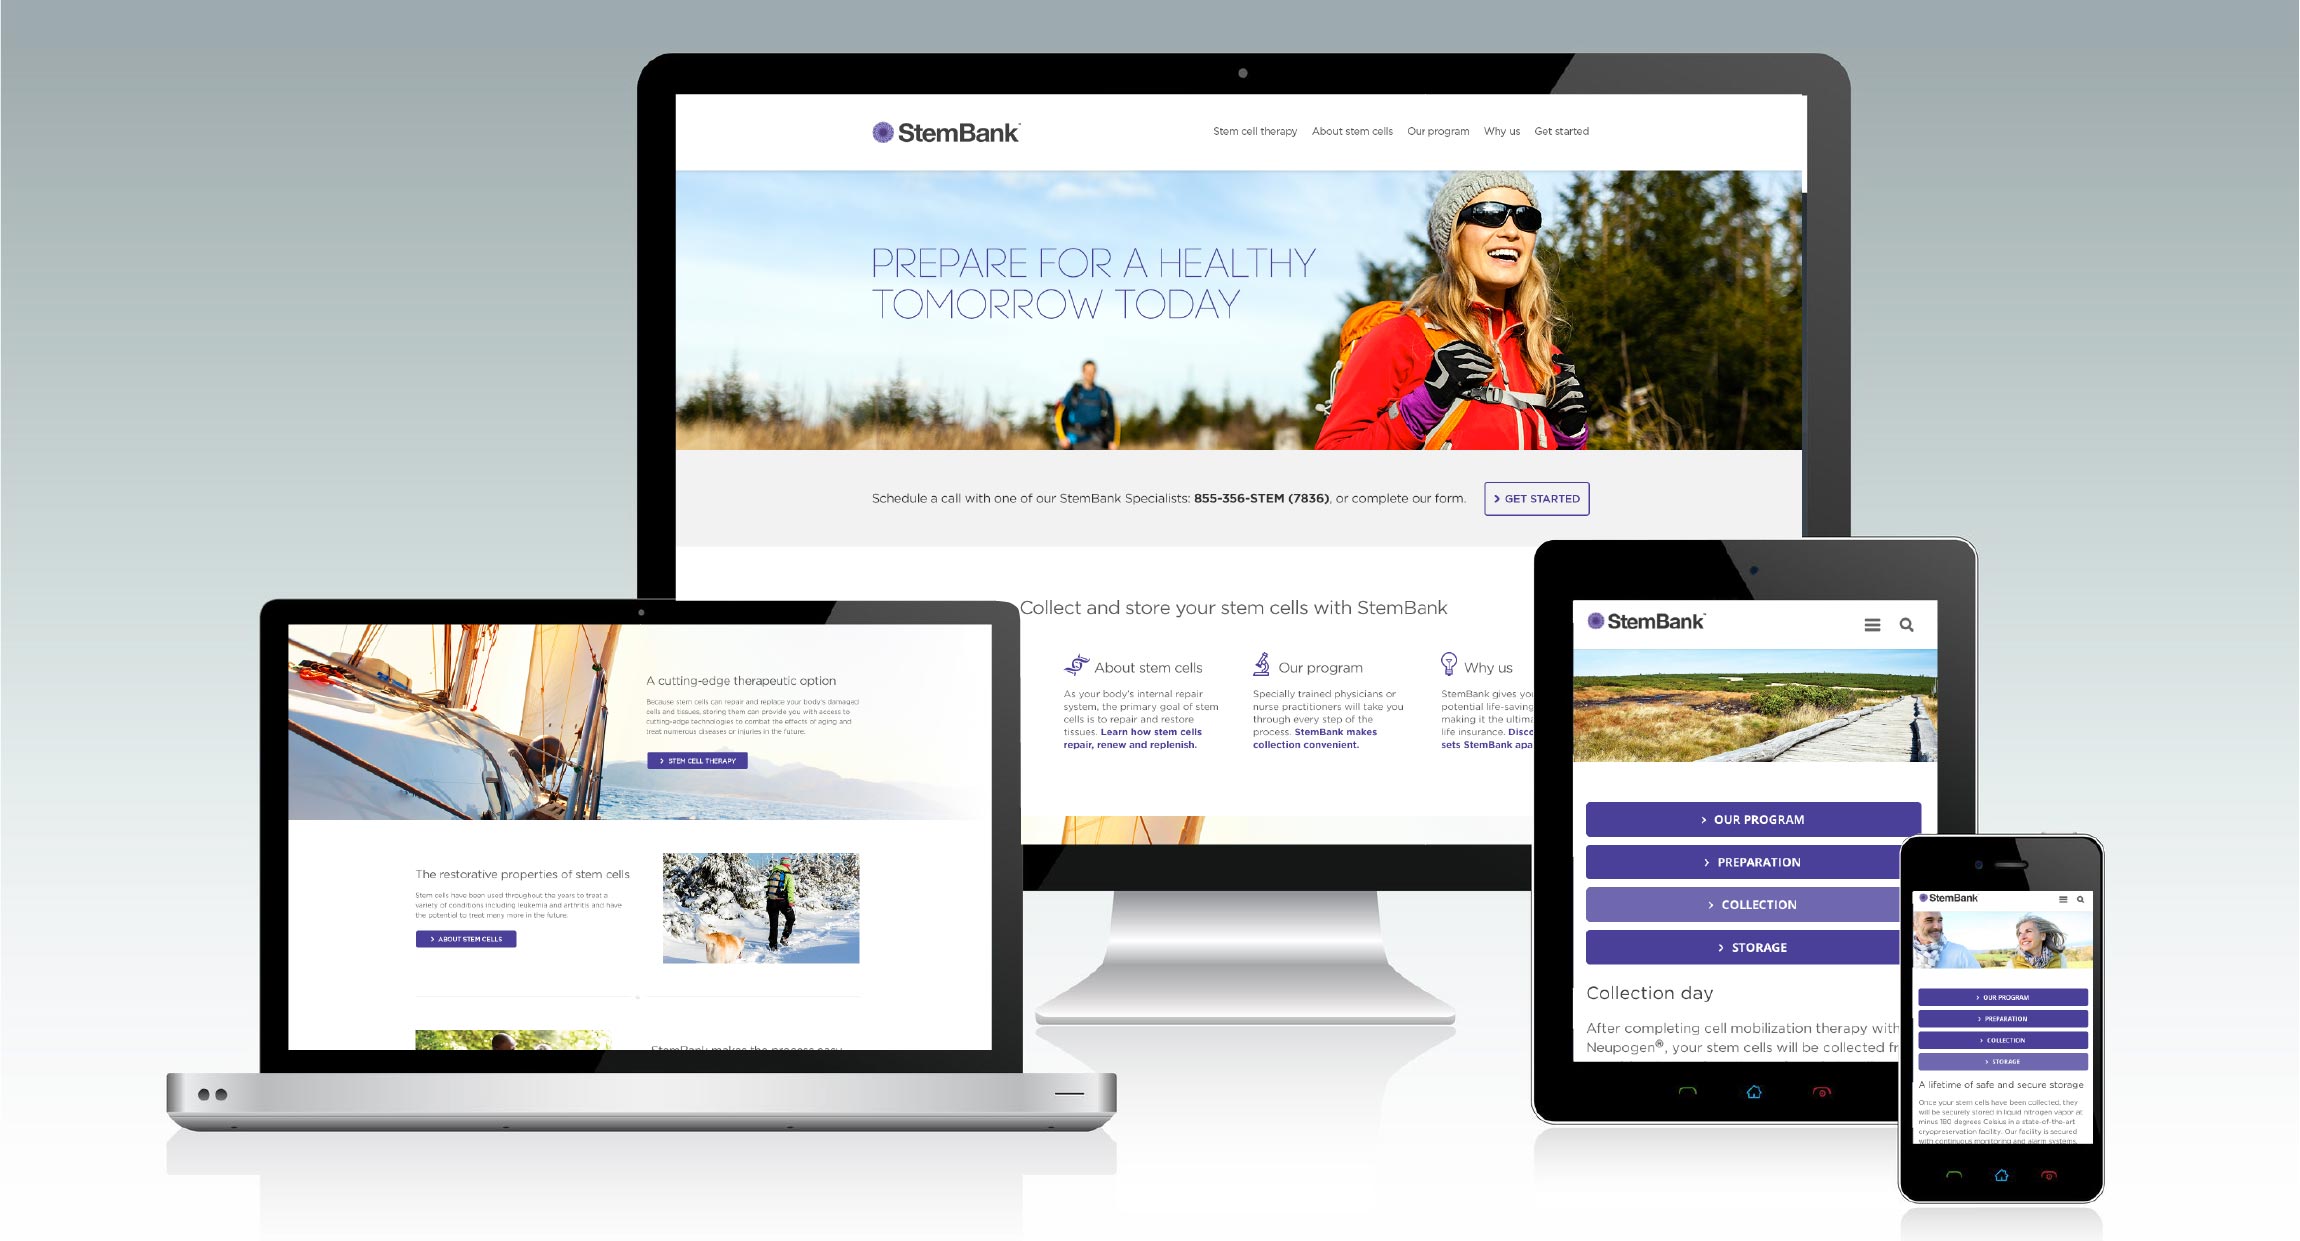 StemBank™
Stem cell therapy About stem cells Our program Why us Get started
PREPARE FOR A HEALTHY
TOMORROW TODAY
Schedule a call with one of our StemBank Specialists: 855-356-STEM (7836), or complete our form.
GET STARTED
Collect and store your stem cells with StemBank
About stem cells
As your body's internal repair
system, the primary goal of stem
cells is to repair and restore
tissues. Learn how stem cells
repair, renew and replenish.
Our program
Specially trained physicians or
nurse practitioners will take you
through every step of the
process. StemBank makes
collection convenient.
Why us
StemBank gives you
potential life-saving
making it the ultima
life insurance. Disc
sets StemBank apa
A cutting-edge therapeutic option
Because stem cells can repair and replace your body's damaged
cells and tissues, storing them can provide you with access to
cutting-edge technologies to combat the effects of aging and
treat numerous diseases or injuries in the future.
STEM CELL THERAPY
The restorative properties of stem cells
Stem cells have been used throughout the years to treat a
variety of conditions including leukemia and arthritis and have
the potential to treat many more in the future.
ABOUT STEM CELLS
StemBank makes the process easy
StemBank™
OUR PROGRAM
PREPARATION
COLLECTION
STORAGE
Collection day
After completing cell mobilization therapy with
Neupogen®, your stem cells will be collected fr
StemBank™
OUR PROGRAM
PREPARATION
COLLECTION
STORAGE
A lifetime of safe and secure storage
Once your stem cells have been collected, they
will be securely stored in liquid nitrogen vapor at
minus 180 degrees Celsius in a state-of-the-art
cryopreservation facility. Our facility is secured
with continuous monitoring and alarm systems,